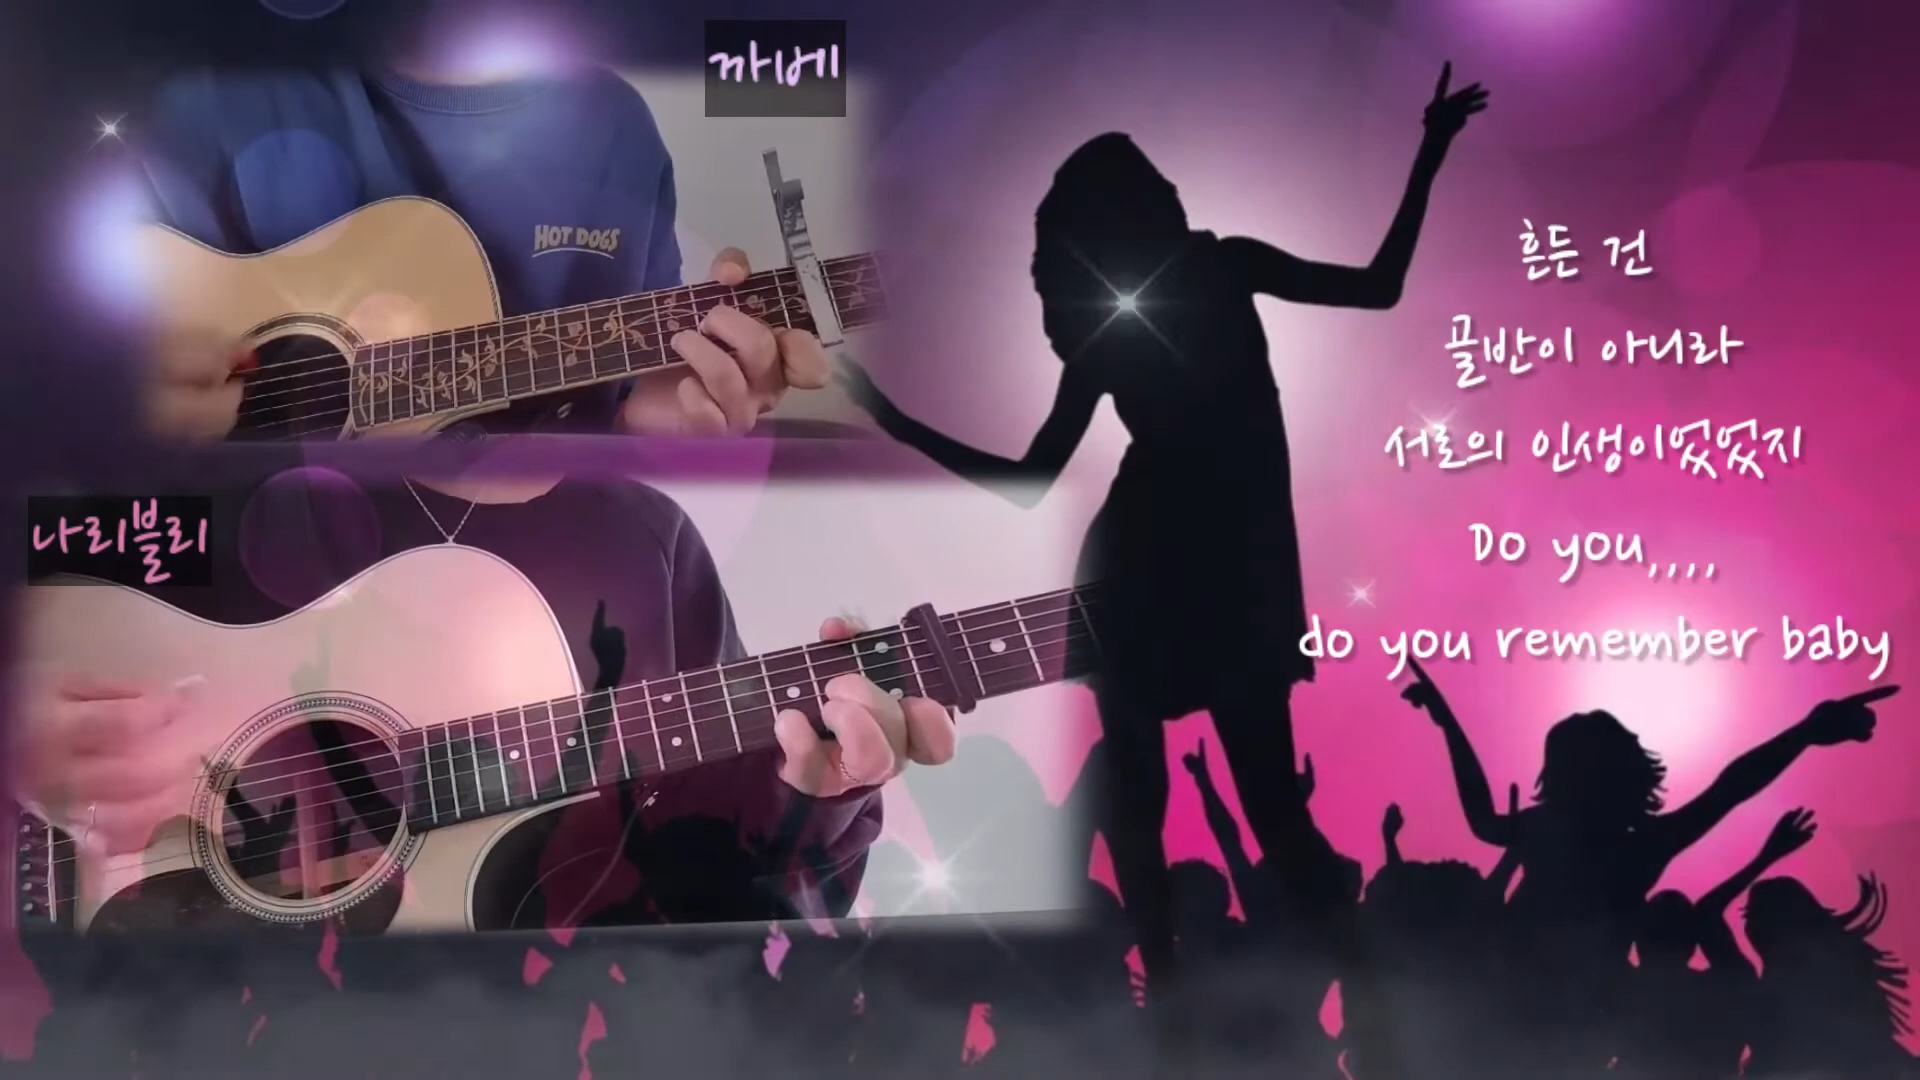 까베
HOT DOGS
나리블리
흔든 건
골반이 아니라
서로의 인생이었었지
Do you,,,,
do you remember baby